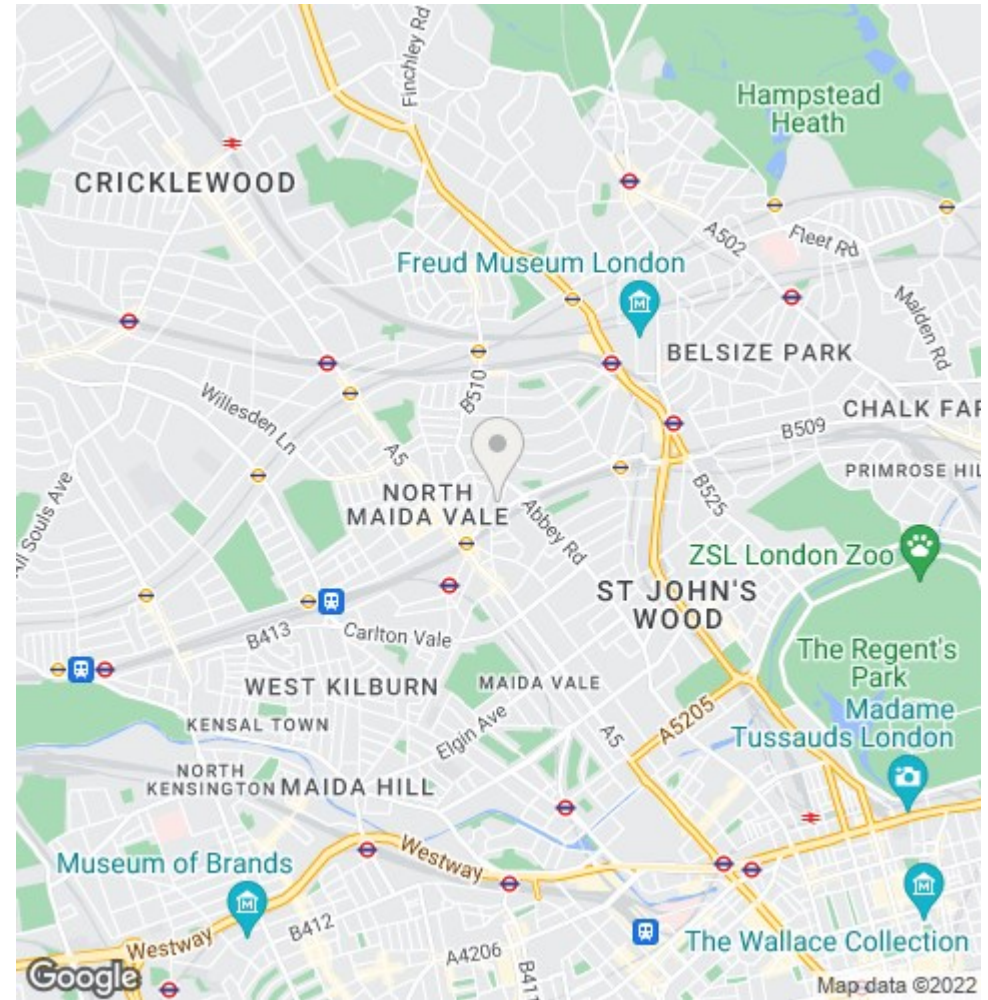 Finchley Rd
Hampstead
Heath
CRICKLEWOOD
A502
Fleet Rd
Freud Museum London
Malden Rd
BELSIZE PARK
B510
Willesden Ln
CHALK FAR
B509
A5
PRIMROSE HIL
B525
NORTH
MAIDA VALE
Abbey Rd
All Souls Ave
ZSL London Zoo
ST JOHN'S
WOOD
B413
Carlton Vale
The Regent's
Park
WEST KILBURN
MAIDA VALE
Madame
Tussauds London
KENSAL TOWN
Elgin Ave
A5
A5205
NORTH
KENSINGTON
MAIDA HILL
Westway
Museum of Brands
B412
Westway
A4206
B411
The Wallace Collection
Google
Map data ©2022